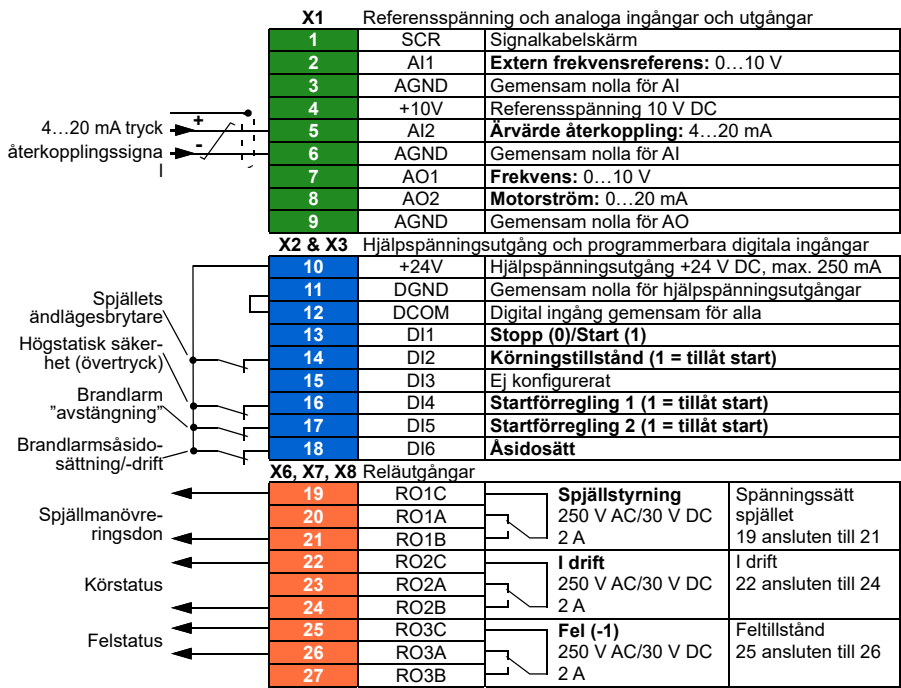 X1 Referensspänning och analoga ingångar och utgångar
1 SCR Signalkabelskärm
2 AI1 Extern frekvensreferens: 0…10 V
3 AGND Gemensam nolla för AI
4 +10V Referensspänning 10 V DC
4…20 mA tryck + 5 AI2 Ärvärde återkoppling: 4…20 mA
återkopplingssigna - 6 AGND Gemensam nolla för AI
l 7 AO1 Frekvens: 0…10 V
8 AO2 Motorström: 0…20 mA
9 AGND Gemensam nolla för AO
X2 & X3 Hjälpspänningsutgång och programmerbara digitala ingångar
10 +24V Hjälpspänningsutgång +24 V DC, max. 250 mA
11 DGND Gemensam nolla för hjälpspänningsutgångar
12 DCOM Digital ingång gemensam för alla
13 DI1 Stopp (0)/Start (1)
14 DI2 Körningstillstånd (1 = tillåt start)
15 DI3 Ej konfigurerat
16 DI4 Startförregling 1 (1 = tillåt start)
17 DI5 Startförregling 2 (1 = tillåt start)
18 DI6 Åsidosätt
Spjällets
ändlägesbrytare
Högstatisk säker-
het (övertryck)
Brandlarm
”avstängning”
Brandlarmsåsido-
sättning/-drift
X6, X7, X8 Reläutgångar
19 RO1C Spjällstyrning Spänningssätt
20 RO1A 250 V AC/30 V DC spjället
21 RO1B 2 A 19 ansluten till 21
Spjällmanövre-
ringsdon
22 RO2C I drift I drift
23 RO2A 250 V AC/30 V DC 22 ansluten till 24
24 RO2B 2 A
Körstatus
25 RO3C Fel (-1) Feltillstånd
26 RO3A 250 V AC/30 V DC 25 ansluten till 26
27 RO3B 2 A
Felstatus